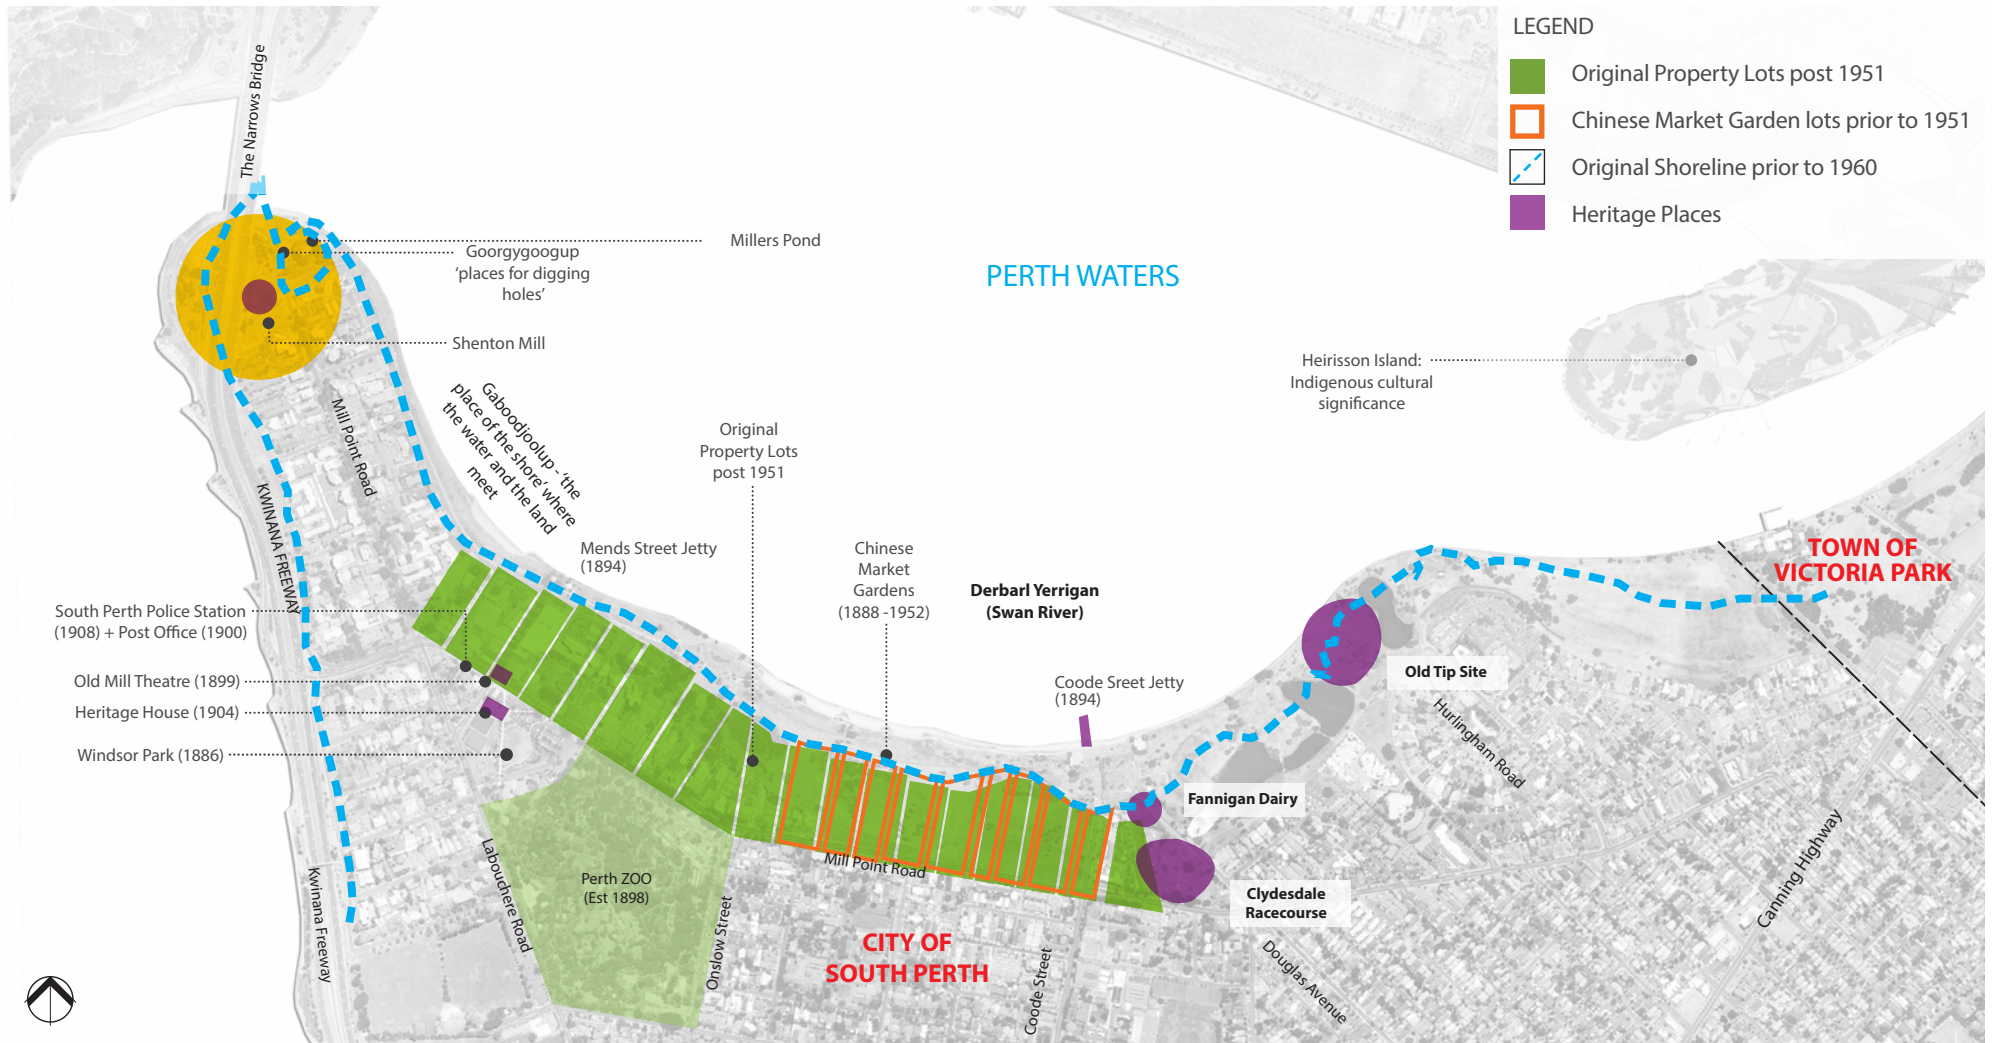 LEGEND
Original Property Lots post 1951
Chinese Market Garden lots prior to 1951
Original Shoreline prior to 1960
Heritage Places
The Narrows Bridge
Millers Pond
Goorgygoogup
‘places for digging
holes’
Shenton Mill
PERTH WATERS
Heirisson Island:
Indigenous cultural
significance
Mill Point Road
Gaboodjoolup - ‘the
place of the shore’ where
the water and the land
meet
Original
Property Lots
post 1951
KWINANA FREEWAY
Mends Street Jetty
(1894)
Chinese
Market
Gardens
(1888 -1952)
Derbarl Yerrigan
(Swan River)
TOWN OF
VICTORIA PARK
South Perth Police Station
(1908) + Post Office (1900)
Old Mill Theatre (1899)
Heritage House (1904)
Windsor Park (1886)
Coode Sreet Jetty
(1894)
Old Tip Site
Hurlingham Road
Fannigan Dairy
Mill Point Road
Labouchere Road
Perth ZOO
(Est 1898)
Onslow Street
Kwinana Freeway
CITY OF
SOUTH PERTH
Coode Street
Clydesdale
Racecourse
Douglas Avenue
Canning Highway